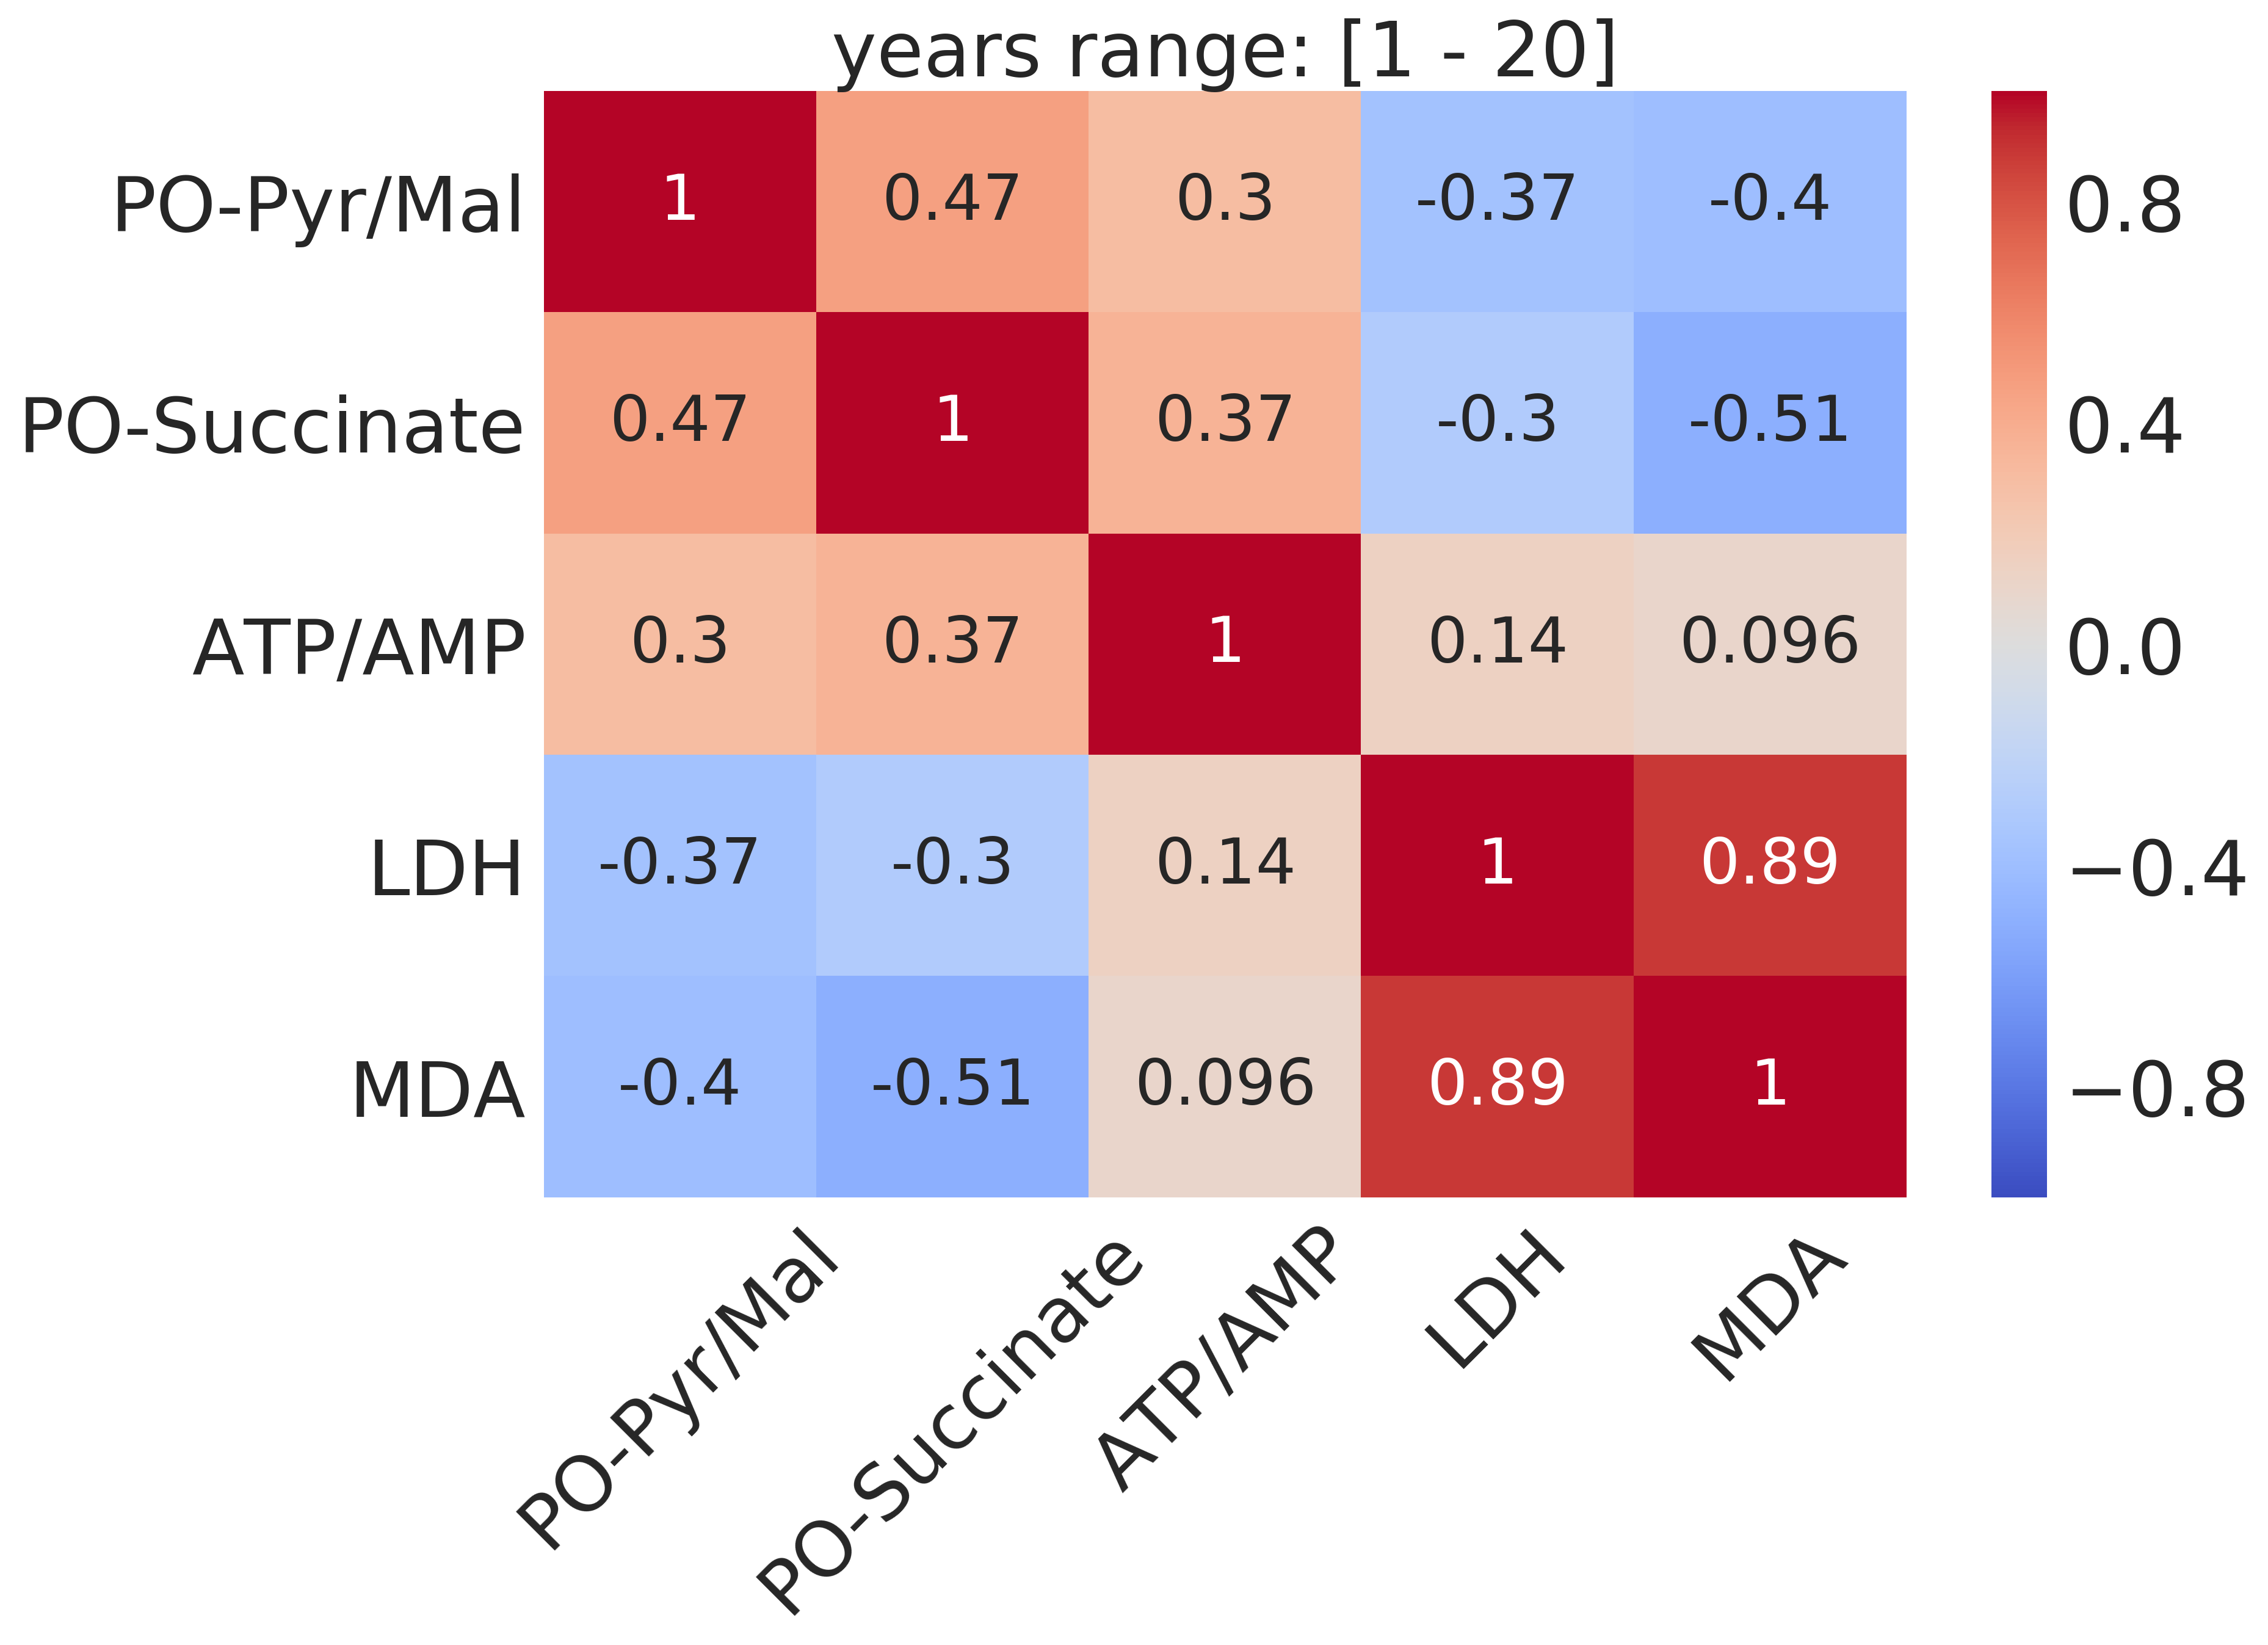 years range: [1 - 20]
PO-Pyr/Mal 1 0.47 0.3 -0.37 -0.4
PO-Succinate 0.47 1 0.37 -0.3 -0.51
ATP/AMP 0.3 0.37 1 0.14 0.096
LDH -0.37 -0.3 0.14 1 0.89
MDA -0.4 -0.51 0.096 0.89 1
PO-Pyr/Mal PO-Succinate ATP/AMP LDH MDA
0.8
0.4
0.0
−0.4
−0.8